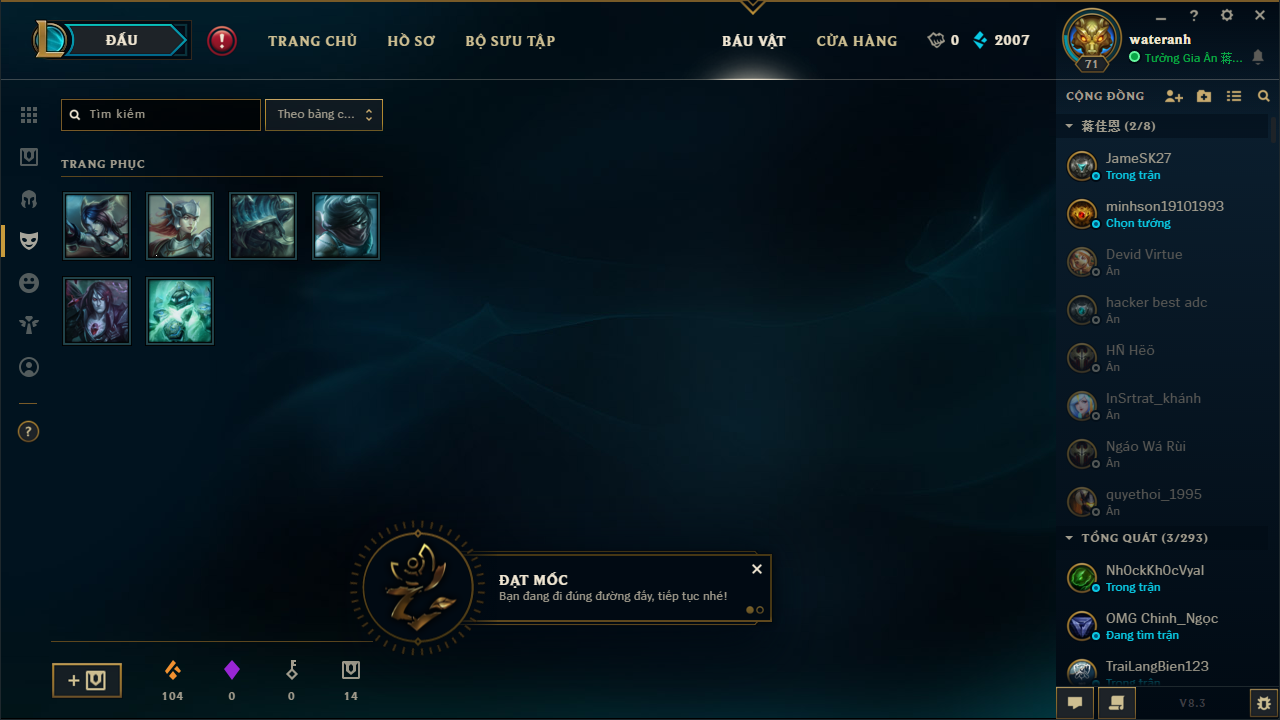 ĐẤU
TRANG CHỦ
HỒ SƠ
BỘ SƯU TẬP
BÁU VẬT
CỬA HÀNG
0
2007
71
wateranh
Tưởng Gia Ân 蒋...
Tìm kiếm
Theo bảng c...
TRANG PHỤC
CỘNG ĐỒNG
蒋佳恩 (2/8)
JameSK27
Trong trận
minhson19101993
Chọn tướng
Devid Virtue
Ẩn
hacker best adc
Ẩn
HÑ Hêö
Ẩn
InSrtrat_khánh
Ẩn
Ngáo Wá Rùi
Ẩn
quyethoi_1995
Ẩn
TỔNG QUÁT (3/293)
Nh0ckKh0cVyaI
Trong trận
OMG Chinh_Ngọc
Đang tìm trận
TraiLangBien123
Trong trận
ĐẠT MỐC
Bạn đang đi đúng đường đấy, tiếp tục nhé!
104
0
0
14
V8.3